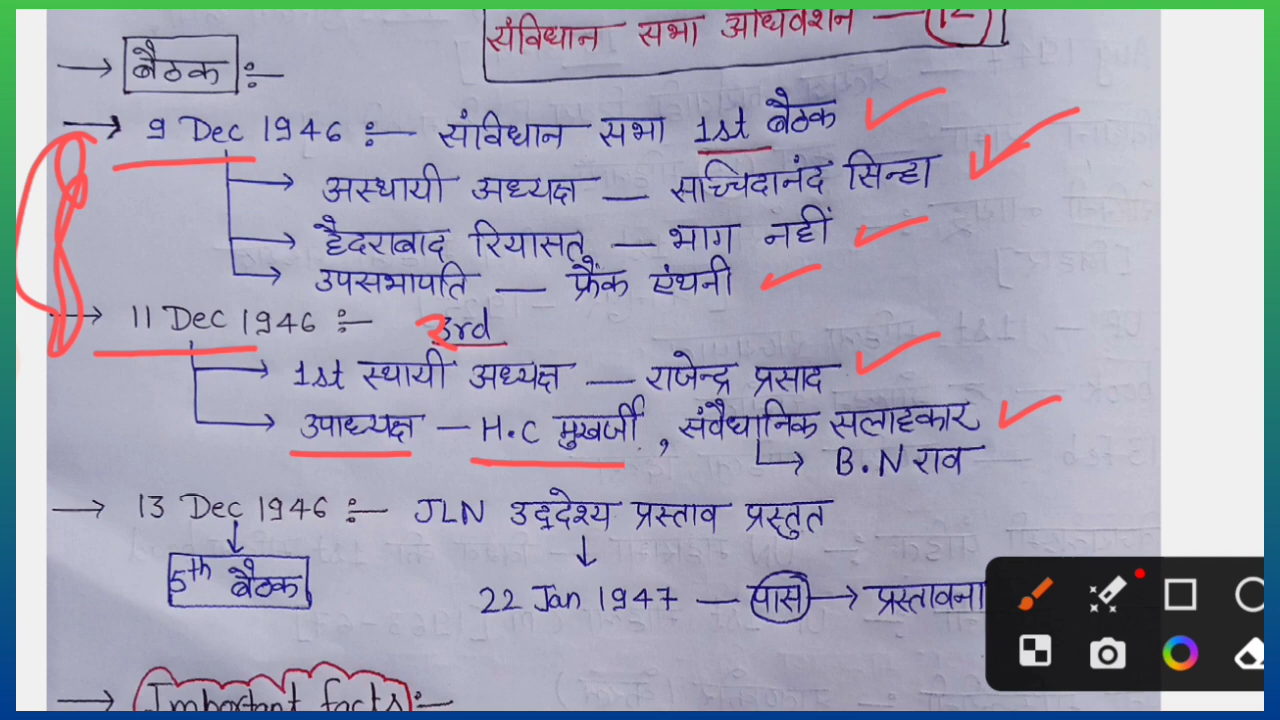 संविधान सभा अधिवेशन — 12
→ बैठक :-
→ 9 Dec 1946 :- संविधान सभा 1st बैठक
→ अस्थायी अध्यक्ष — सच्चिदानंद सिन्हा
→ हैदराबाद रियासत — भाग नहीं
→ उपसभापति — फ्रैंक एंथनी
→ 11 Dec 1946 :- 3rd
→ 1st स्थायी अध्यक्ष — राजेन्द्र प्रसाद
→ उपाध्यक्ष — H.C मुखर्जी, संवैधानिक सलाहकार
→ B.N राव
→ 13 Dec 1946 :- JLN उद्देश्य प्रस्ताव प्रस्तुत
5th बैठक
22 Jan 1947 — पास → प्रस्तावना
→ Important facts :-